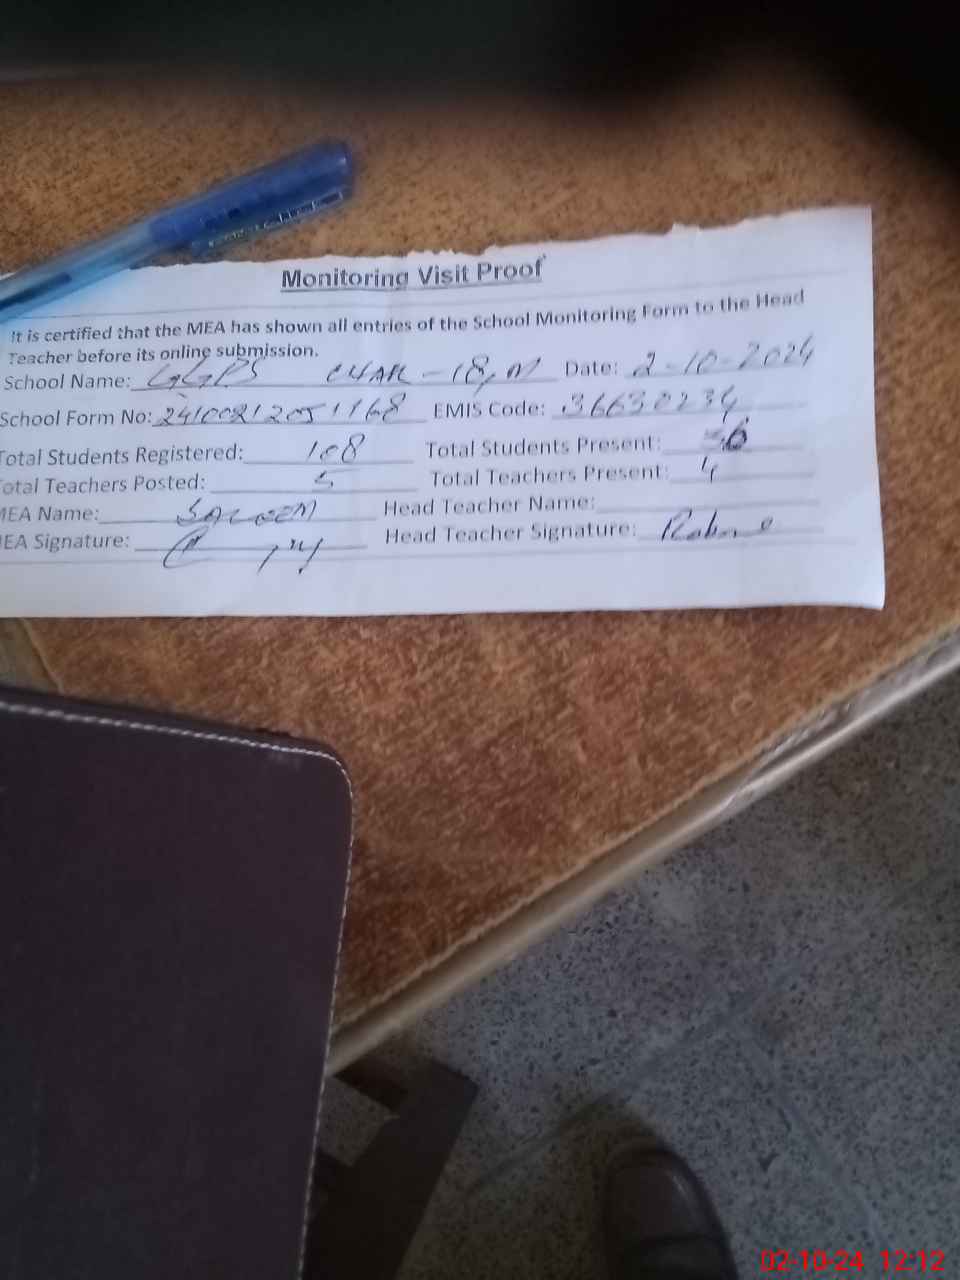 Monitoring Visit Proof
It is certified that the MEA has shown all entries of the School Monitoring Form to the Head
Teacher before its online submission.
School Name: GGPS CHAK-18, M Date: 2-10-2024
School Form No: 24100212051168 EMIS Code: 36630234
Total Students Registered: 108 Total Students Present:
Total Teachers Posted: 5 Total Teachers Present: 4
MEA Name: SALEEM Head Teacher Name:
MEA Signature: Head Teacher Signature:
02-10-24 12:12